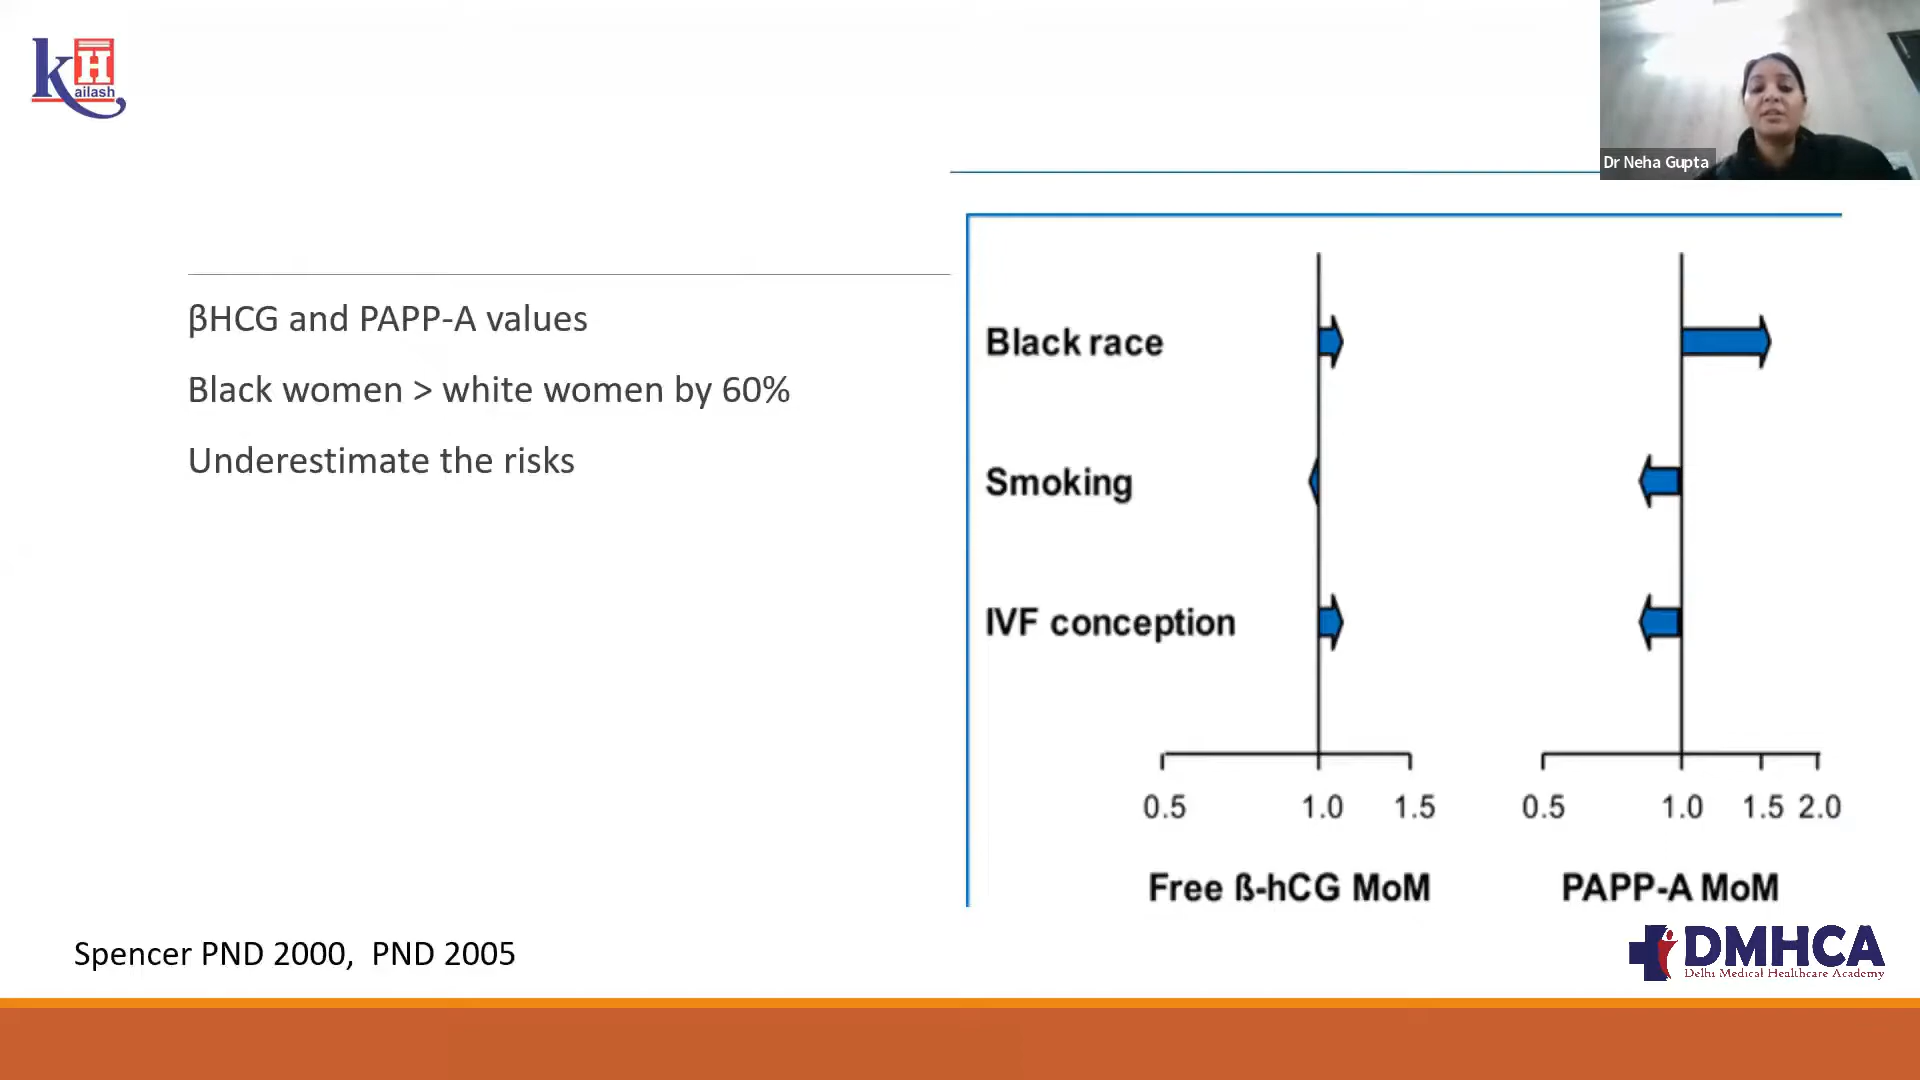 kH
ailash
Dr Neha Gupta
βHCG and PAPP-A values
Black women > white women by 60%
Underestimate the risks
Black race
Smoking
IVF conception
0.5 1.0 1.5
0.5 1.0 1.5 2.0
Free ß-hCG MoM
PAPP-A MoM
Spencer PND 2000, PND 2005
DMHCA
Delhi Medical Healthcare Academy